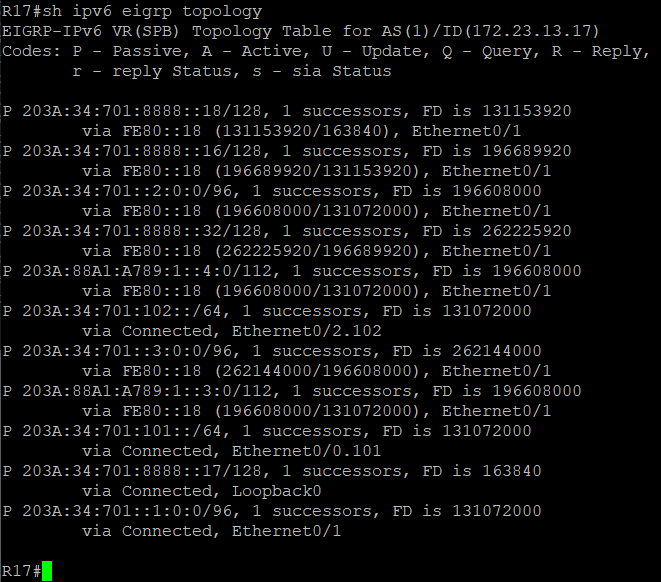 R17#sh ipv6 eigrp topology
EIGRP-IPv6 VR(SPB) Topology Table for AS(1)/ID(172.23.13.17)
Codes: P - Passive, A - Active, U - Update, Q - Query, R - Reply,
       r - reply Status, s - sia Status
P 203A:34:701:8888::18/128, 1 successors, FD is 131153920
        via FE80::18 (131153920/163840), Ethernet0/1
P 203A:34:701:8888::16/128, 1 successors, FD is 196689920
        via FE80::18 (196689920/131153920), Ethernet0/1
P 203A:34:701::2:0:0/96, 1 successors, FD is 196608000
        via FE80::18 (196608000/131072000), Ethernet0/1
P 203A:34:701:8888::32/128, 1 successors, FD is 262225920
        via FE80::18 (262225920/196689920), Ethernet0/1
P 203A:88A1:A789:1::4:0/112, 1 successors, FD is 196608000
        via FE80::18 (196608000/131072000), Ethernet0/1
P 203A:34:701:102::/64, 1 successors, FD is 131072000
        via Connected, Ethernet0/2.102
P 203A:34:701::3:0:0/96, 1 successors, FD is 262144000
        via FE80::18 (262144000/196608000), Ethernet0/1
P 203A:88A1:A789:1::3:0/112, 1 successors, FD is 196608000
        via FE80::18 (196608000/131072000), Ethernet0/1
P 203A:34:701:101::/64, 1 successors, FD is 131072000
        via Connected, Ethernet0/0.101
P 203A:34:701:8888::17/128, 1 successors, FD is 163840
        via Connected, Loopback0
P 203A:34:701::1:0:0/96, 1 successors, FD is 131072000
        via Connected, Ethernet0/1
R17#